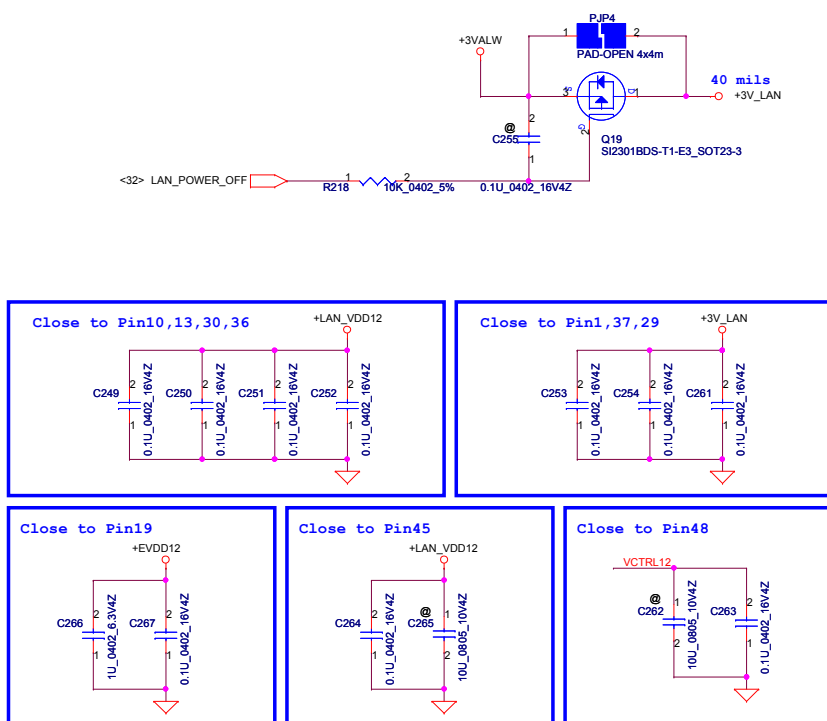 PJP4
+3VALW
1 2
PAD-OPEN 4x4m
40 mils
3 S D 1
+3V_LAN
2
@
C255
G
2
Q19
SI2301BDS-T1-E3_SOT23-3
1
<32> LAN_POWER_OFF
1 2
R218 10K_0402_5% 0.1U_0402_16V4Z
Close to Pin10,13,30,36
+LAN_VDD12
C249 2 1 0.1U_0402_16V4Z
C250 2 1 0.1U_0402_16V4Z
C251 2 1 0.1U_0402_16V4Z
C252 2 1 0.1U_0402_16V4Z
Close to Pin1,37,29
+3V_LAN
C253 2 1 0.1U_0402_16V4Z
C254 2 1 0.1U_0402_16V4Z
C261 2 1 0.1U_0402_16V4Z
Close to Pin19
+EVDD12
C266 2 1 1U_0402_6.3V4Z
C267 2 1 0.1U_0402_16V4Z
Close to Pin45
+LAN_VDD12
C264 2 1 0.1U_0402_16V4Z
@
C265 1 2 10U_0805_10V4Z
Close to Pin48
VCTRL12
@
C262 1 2 10U_0805_10V4Z
C263 2 1 0.1U_0402_16V4Z